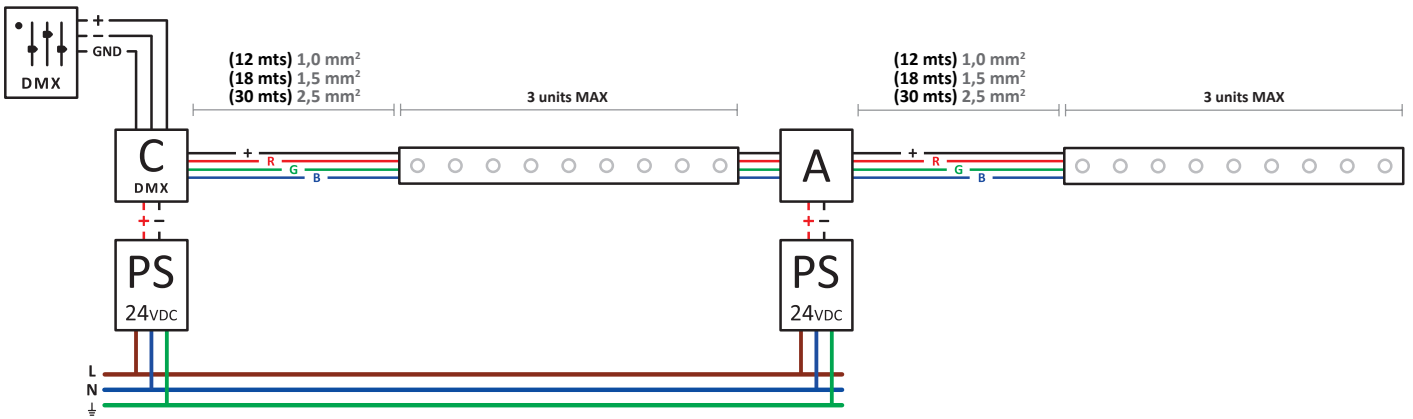 +
−
GND
DMX
(12 mts) 1,0 mm²
(18 mts) 1,5 mm²
(30 mts) 2,5 mm²
3 units MAX
(12 mts) 1,0 mm²
(18 mts) 1,5 mm²
(30 mts) 2,5 mm²
3 units MAX
C
DMX
+
R
G
B
A
+
R
G
B
+ −
+ −
PS
24VDC
PS
24VDC
L
N